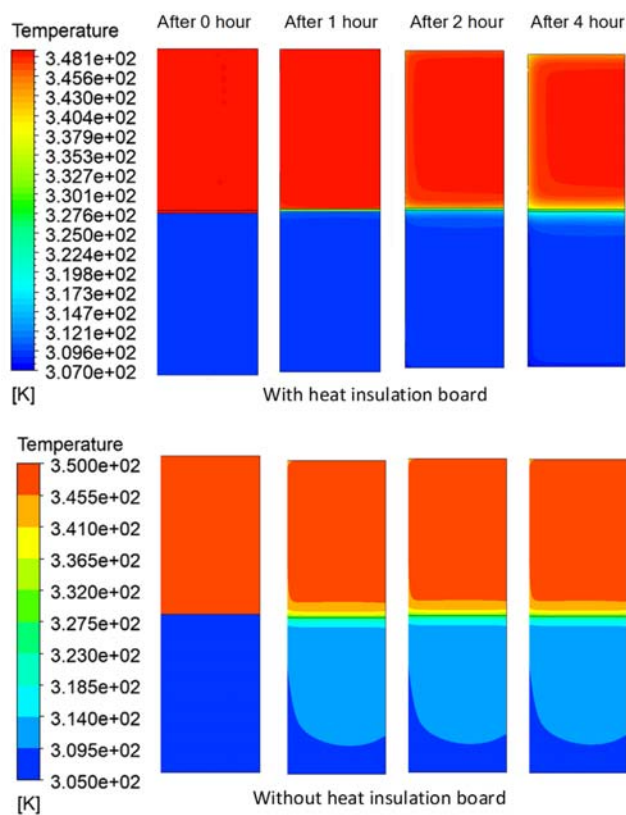 After 0 hour After 1 hour After 2 hour After 4 hour
Temperature
3.481e+02
3.456e+02
3.430e+02
3.404e+02
3.379e+02
3.353e+02
3.327e+02
3.301e+02
3.276e+02
3.250e+02
3.224e+02
3.198e+02
3.173e+02
3.147e+02
3.121e+02
3.096e+02
3.070e+02
[K]
With heat insulation board
Temperature
3.500e+02
3.455e+02
3.410e+02
3.365e+02
3.320e+02
3.275e+02
3.230e+02
3.185e+02
3.140e+02
3.095e+02
3.050e+02
[K]
Without heat insulation board